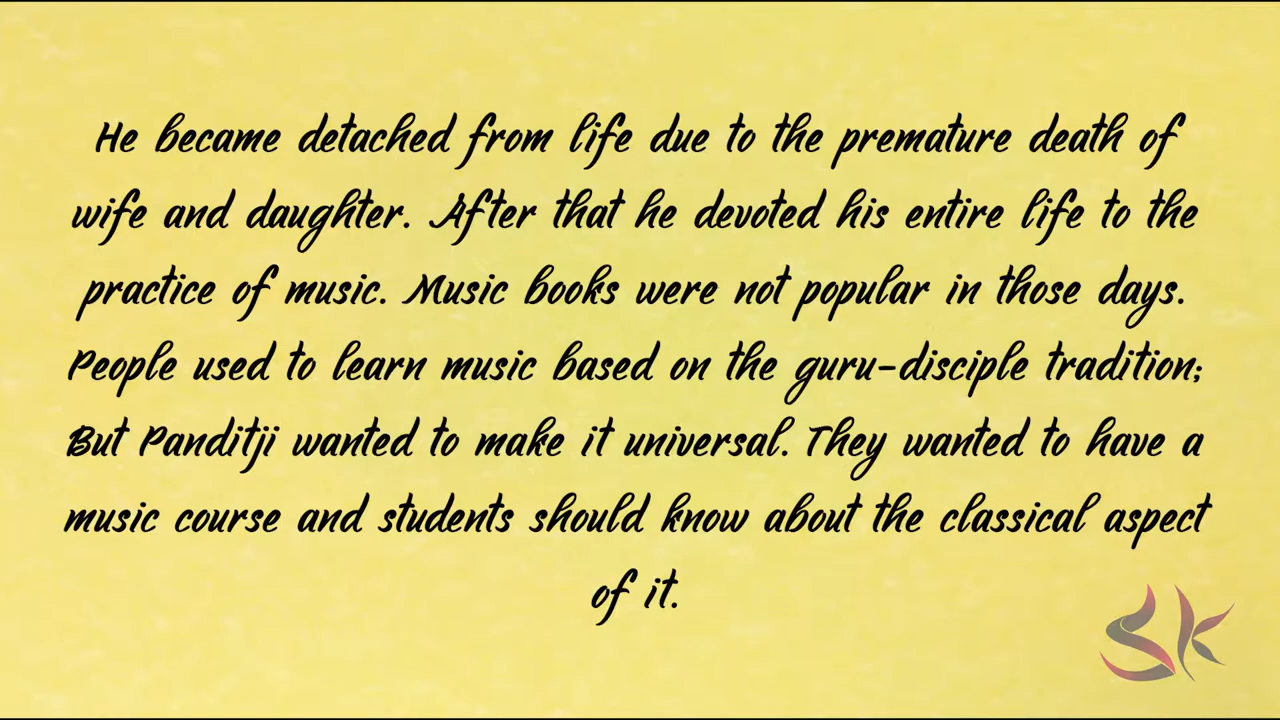 He became detached from life due to the premature death of
wife and daughter. After that he devoted his entire life to the
practice of music. Music books were not popular in those days.
People used to learn music based on the guru-disciple tradition;
But Panditji wanted to make it universal. They wanted to have a
music course and students should know about the classical aspect
of it.
SK